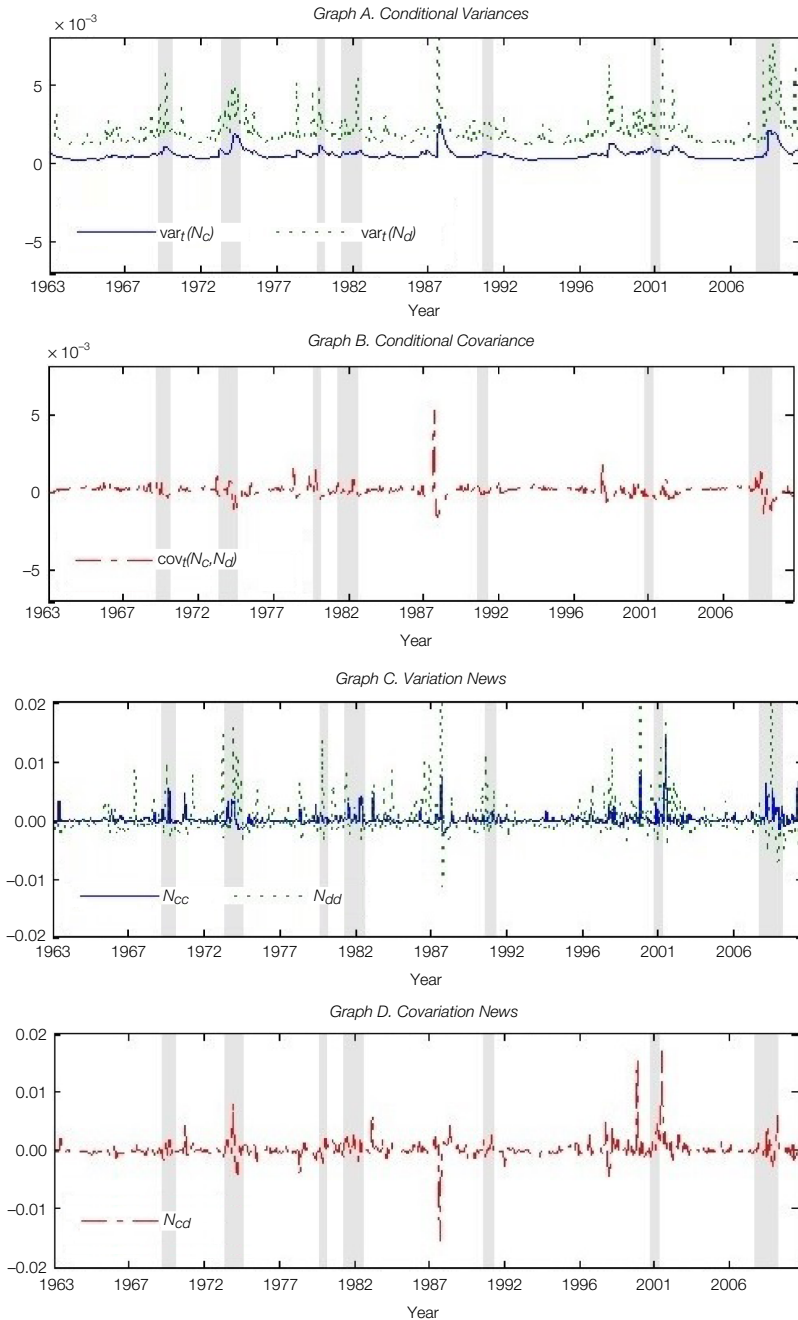 Graph A. Conditional Variances
× 10⁻³
5
0
−5
var_t(N_c) var_t(N_d)
1963 1967 1972 1977 1982 1987 1992 1996 2001 2006
Year
Graph B. Conditional Covariance
× 10⁻³
5
0
−5
cov_t(N_c,N_d)
1963 1967 1972 1977 1982 1987 1992 1996 2001 2006
Year
Graph C. Variation News
0.02
0.01
0.00
−0.01
N_cc N_dd
−0.02
1963 1967 1972 1977 1982 1987 1992 1996 2001 2006
Year
Graph D. Covariation News
0.02
0.01
0.00
−0.01
N_cd
−0.02
1963 1967 1972 1977 1982 1987 1992 1996 2001 2006
Year